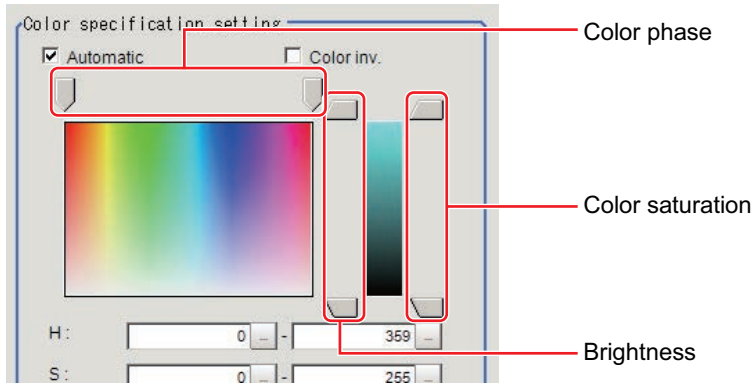 Color specification setting
Automatic
Color inv.
Color phase
Color saturation
Brightness
H: 0 ... - 359 ...
S: 0 ... - 255 ...